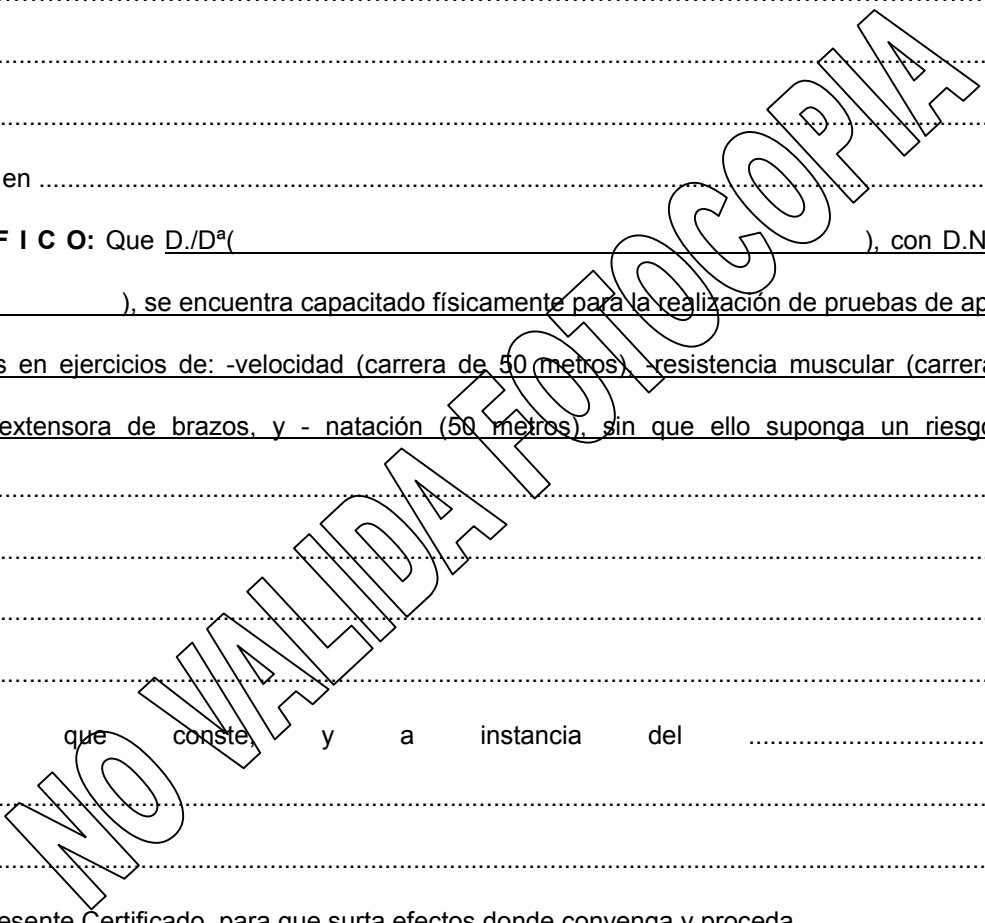 en ..........
F I C O: Que D./Dª( ), con D.N
), se encuentra capacitado físicamente para la realización de pruebas de ap
s en ejercicios de: -velocidad (carrera de 50 metros), -resistencia muscular (carrera
extensora de brazos, y - natación (50 metros), sin que ello suponga un riesgo
que conste, y a instancia del ..........
esente Certificado, para que surta efectos donde convenga y proceda
NO VALIDA FOTOCOPIA